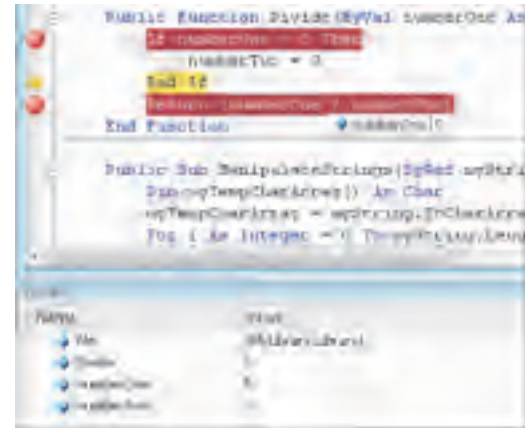 Public Function Divide(ByVal numberOne As
If numberOne = 0 Then
numberTwo = 0
End If
Return numberOne / numberTwo
End Function
numberOne
Public Sub ManipulateStrings(ByRef myStri
Dim myTempCharArray() As Char
myTempCharArray = myString.ToCharArra
For i As Integer = 0 To myString.Leng
Name
Value
Me
Divide
numberOne
numberTwo